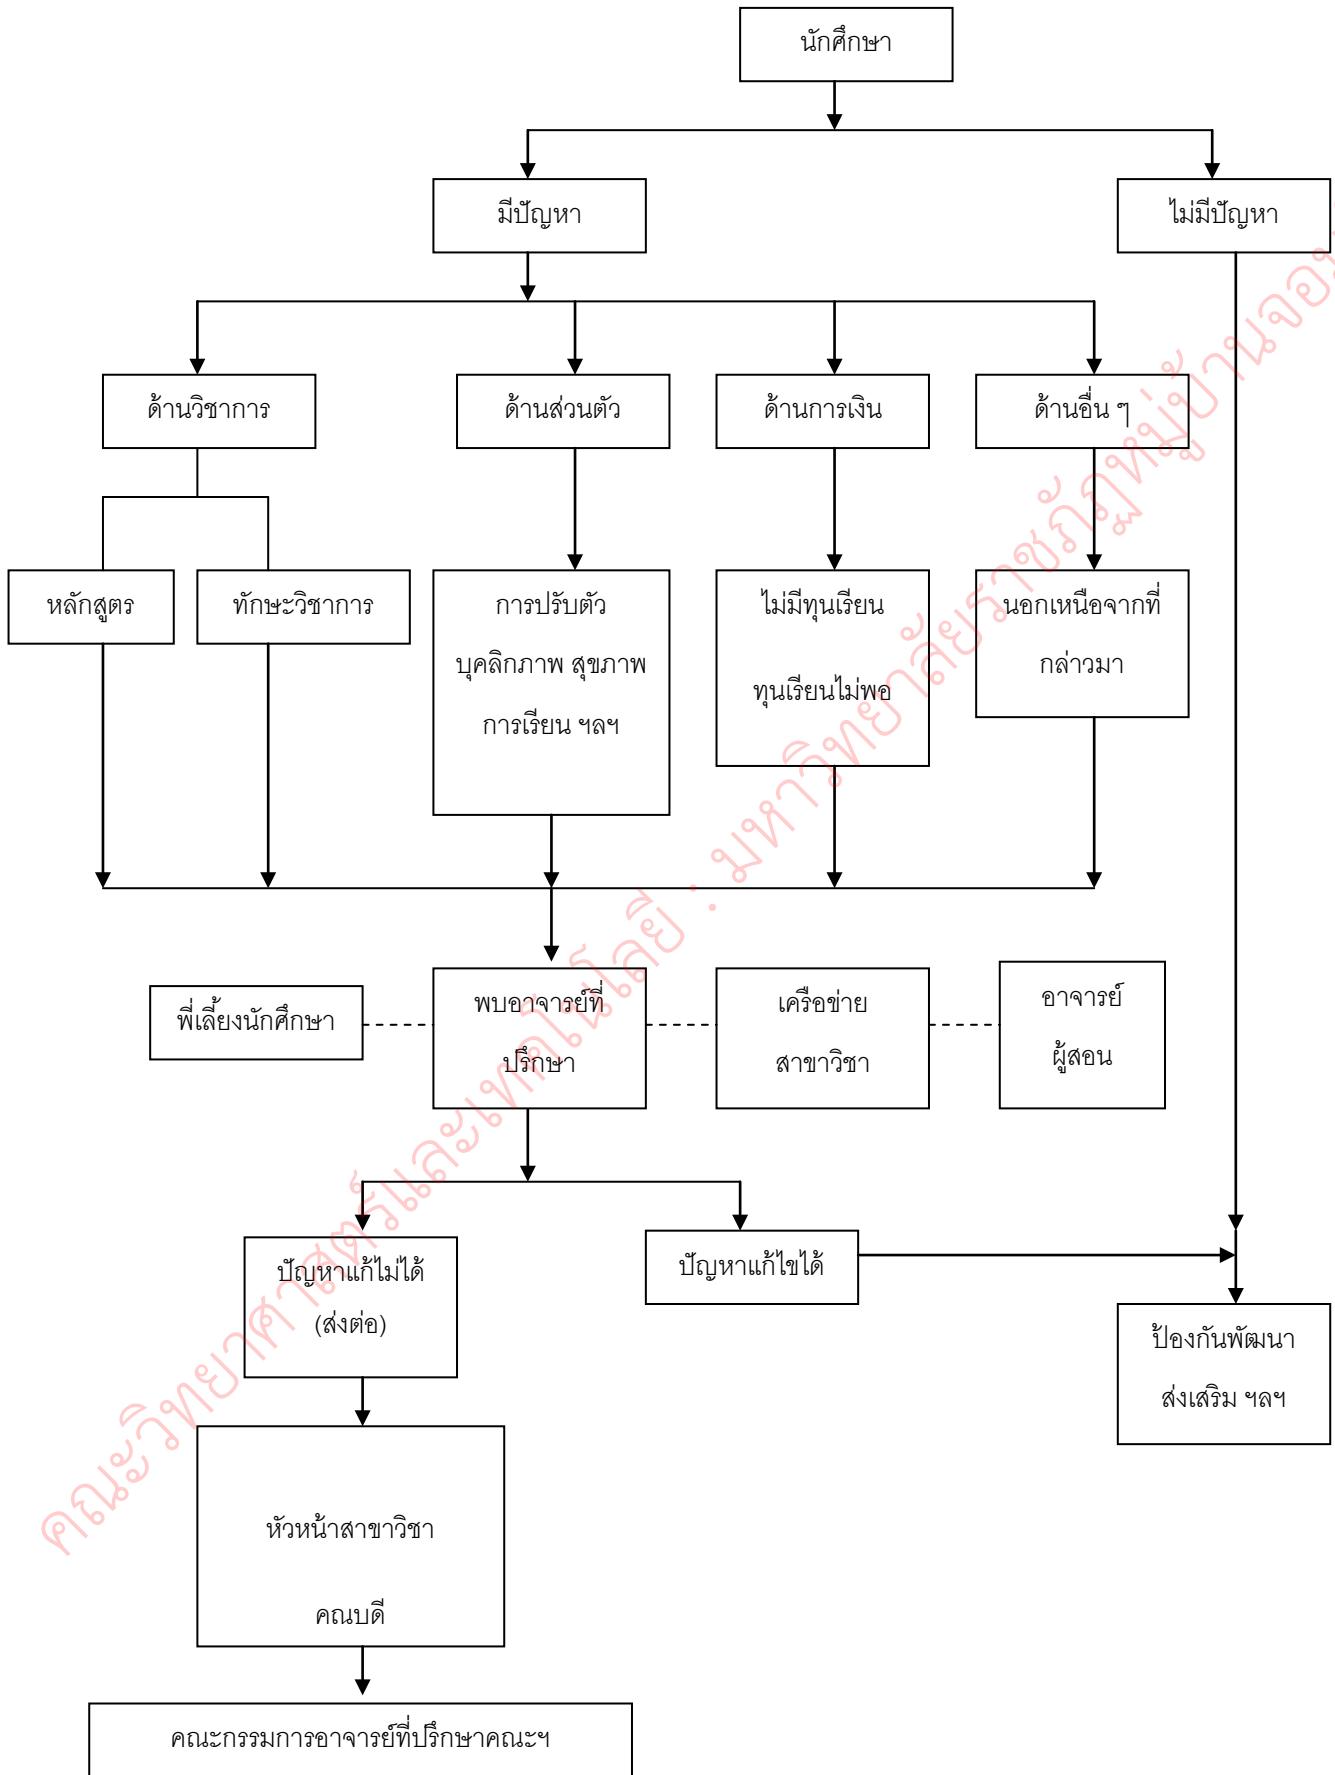 นักศึกษา
มีปัญหา
ไม่มีปัญหา
ด้านวิชาการ
ด้านส่วนตัว
ด้านการเงิน
ด้านอื่น ๆ
หลักสูตร
ทักษะวิชาการ
การปรับตัว
บุคลิกภาพ สุขภาพ
การเรียน ฯลฯ
ไม่มีทุนเรียน
ทุนเรียนไม่พอ
นอกเหนือจากที่
กล่าวมา
พี่เลี้ยงนักศึกษา
พบอาจารย์ที่
ปรึกษา
เครือข่าย
สาขาวิชา
อาจารย์
ผู้สอน
ปัญหาแก้ไม่ได้
(ส่งต่อ)
ปัญหาแก้ไขได้
ป้องกันพัฒนา
ส่งเสริม ฯลฯ
หัวหน้าสาขาวิชา
คณบดี
คณะกรรมการอาจารย์ที่ปรึกษาคณะฯ
คณะวิทยาศาสตร์และเทคโนโลยี : มหาวิทยาลัยราชภัฏหมู่บ้านจอม